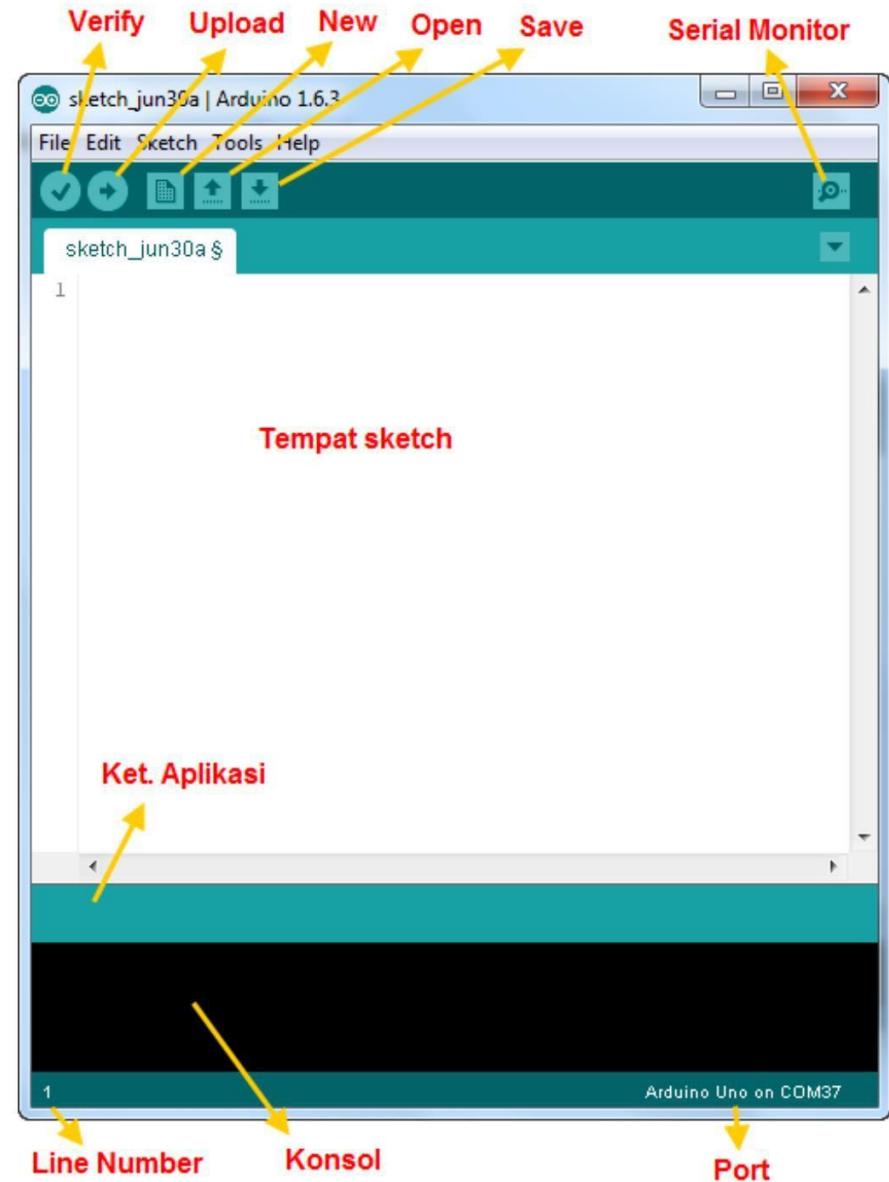 Verify Upload New Open Save Serial Monitor
sketch_jun30a | Arduino 1.6.3
File Edit Sketch Tools Help
sketch_jun30a §
1
Tempat sketch
Ket. Aplikasi
1 Arduino Uno on COM37
Line Number Konsol Port